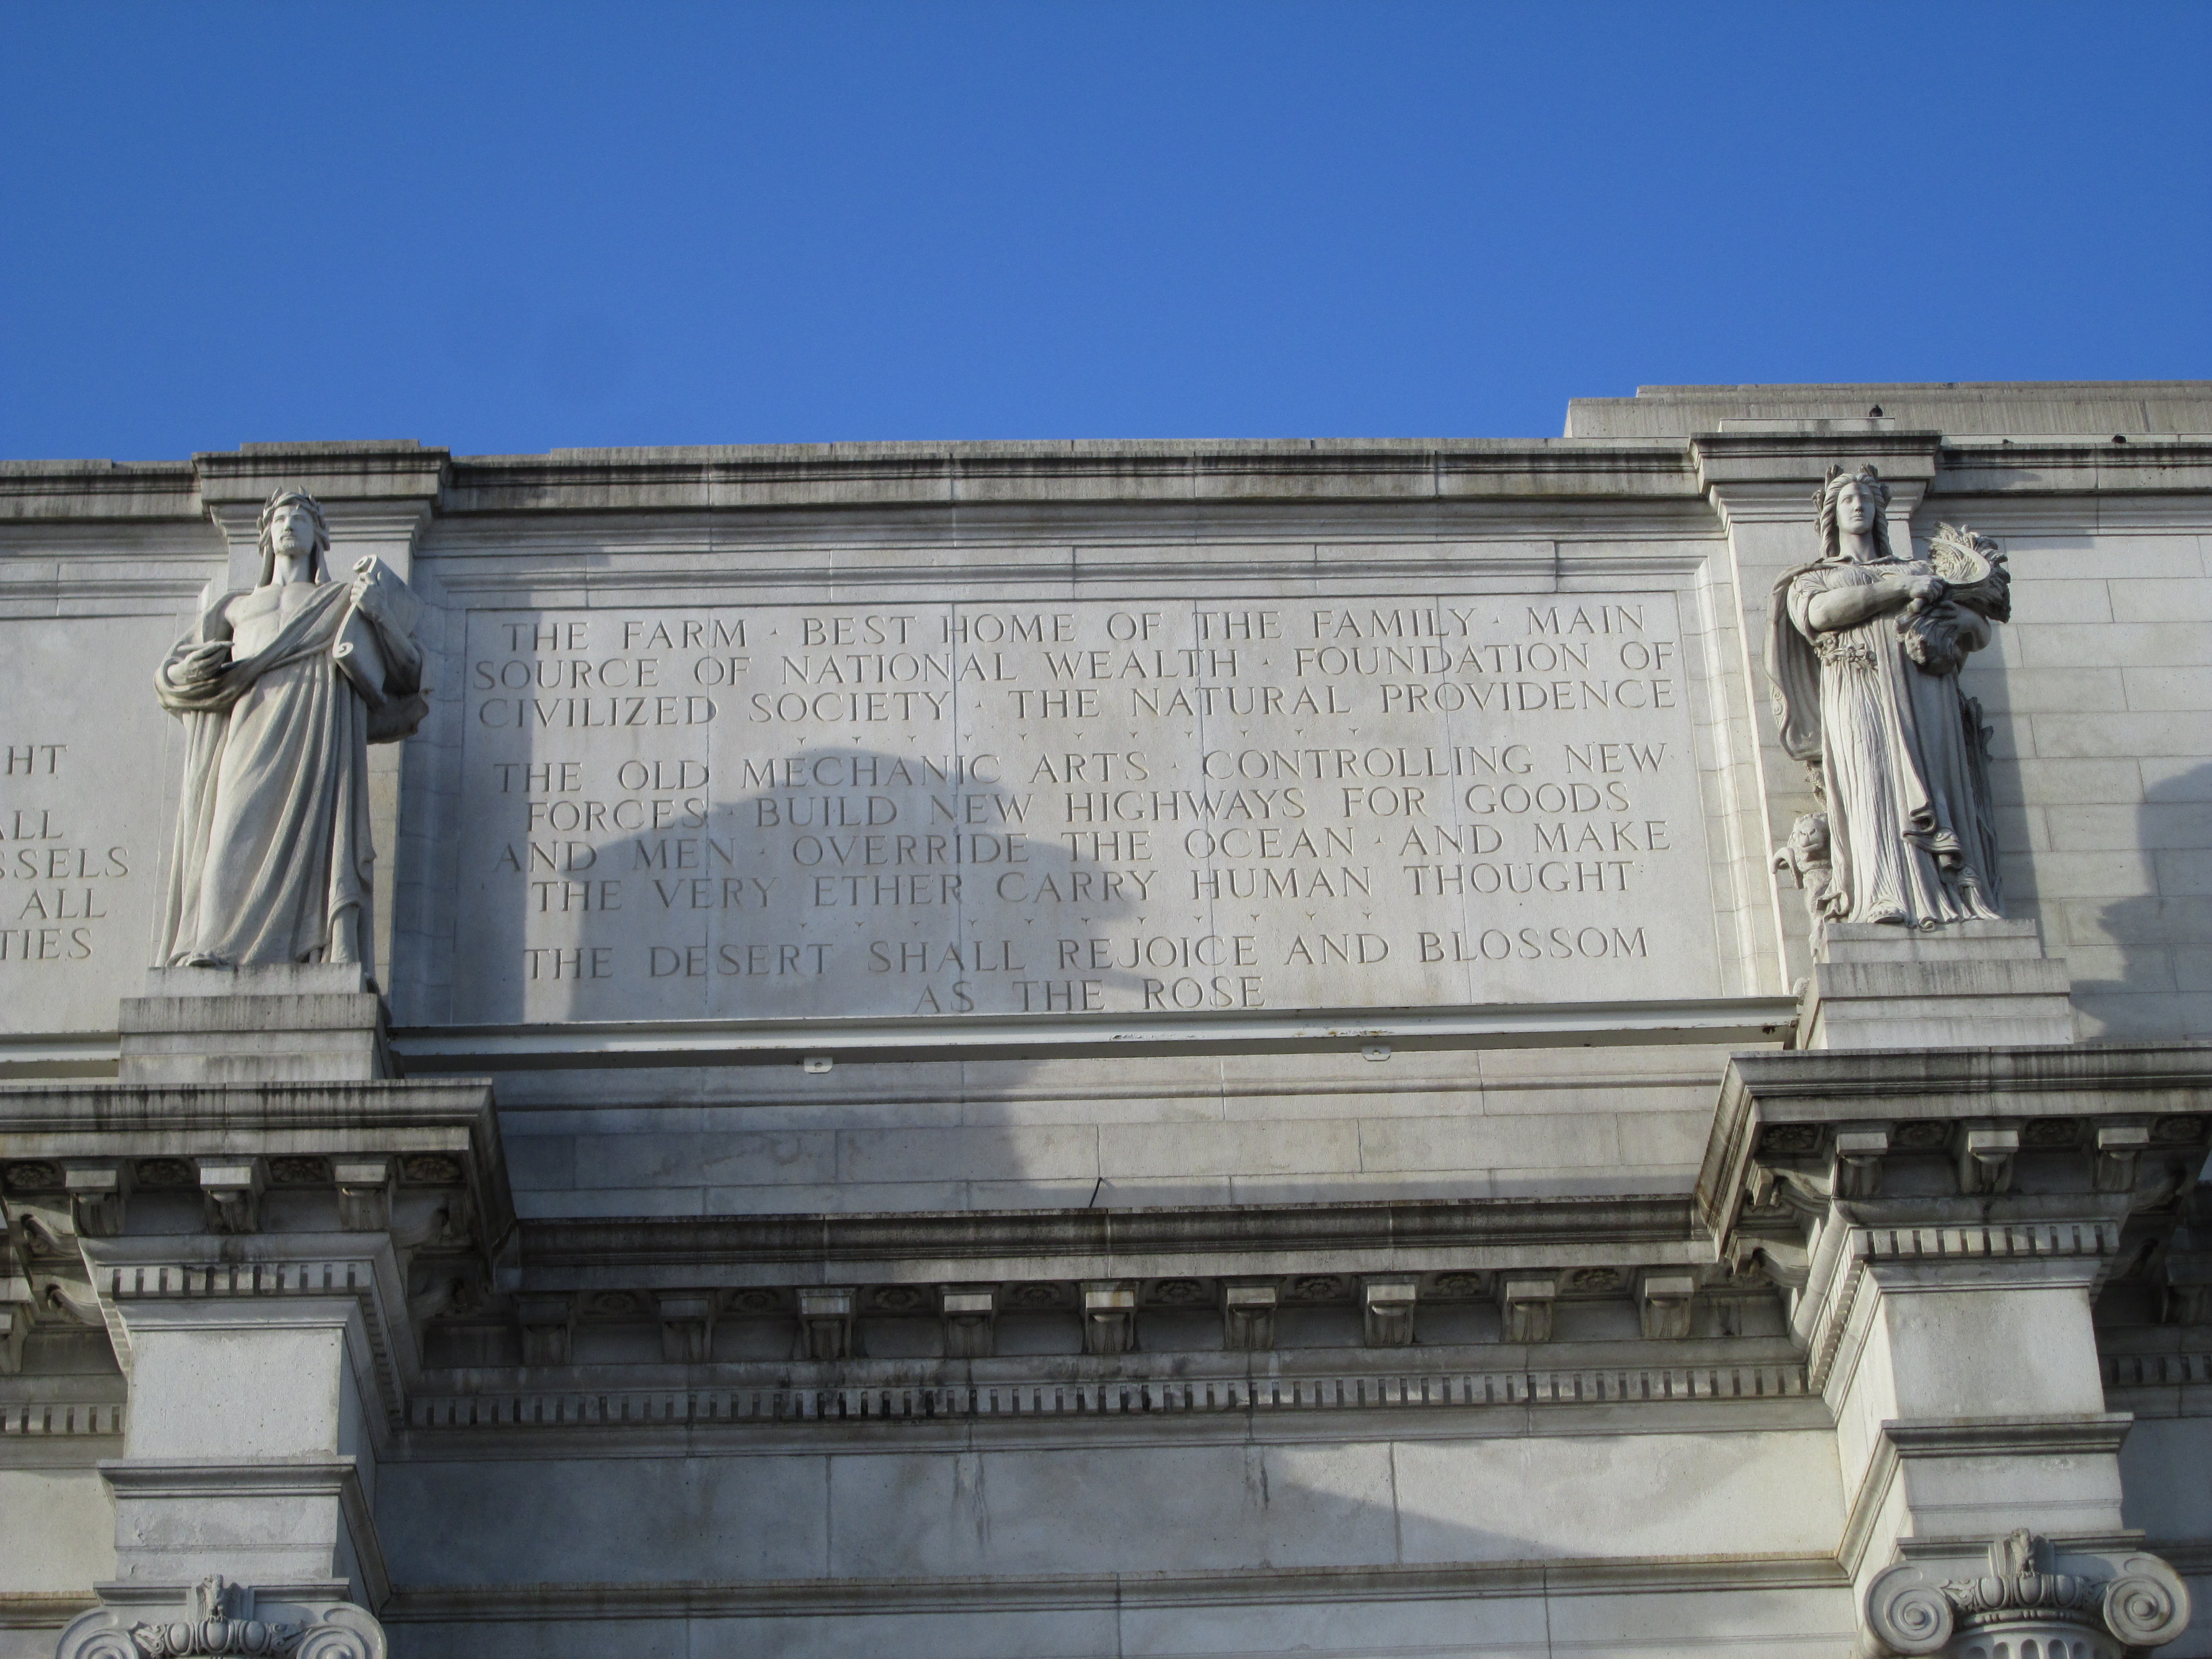 HT
ALL
SSELS
ALL
TIES
THE FARM · BEST HOME OF THE FAMILY · MAIN
SOURCE OF NATIONAL WEALTH · FOUNDATION OF
CIVILIZED SOCIETY · THE NATURAL PROVIDENCE
THE OLD MECHANIC ARTS · CONTROLLING NEW
FORCES · BUILD NEW HIGHWAYS FOR GOODS
AND MEN · OVERRIDE THE OCEAN · AND MAKE
THE VERY ETHER CARRY HUMAN THOUGHT
THE DESERT SHALL REJOICE AND BLOSSOM
AS THE ROSE